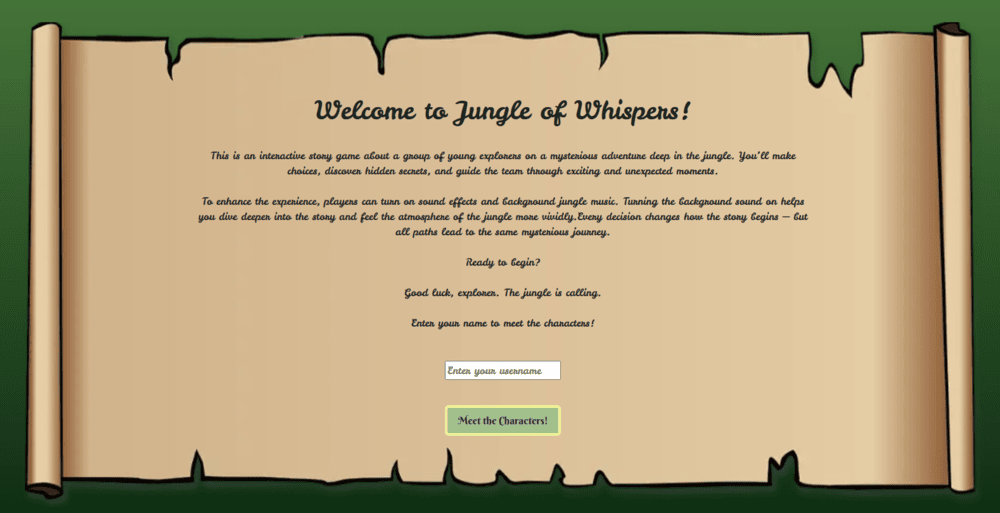 Welcome to Jungle of Whispers!
This is an interactive story game about a group of young explorers on a mysterious adventure deep in the jungle. You'll make
choices, discover hidden secrets, and guide the team through exciting and unexpected moments.
To enhance the experience, players can turn on sound effects and background jungle music. Turning the background sound on helps
you dive deeper into the story and feel the atmosphere of the jungle more vividly.Every decision changes how the story begins — but
all paths lead to the same mysterious journey.
Ready to begin?
Good luck, explorer. The jungle is calling.
Enter your name to meet the characters!
Enter your username
Meet the Characters!